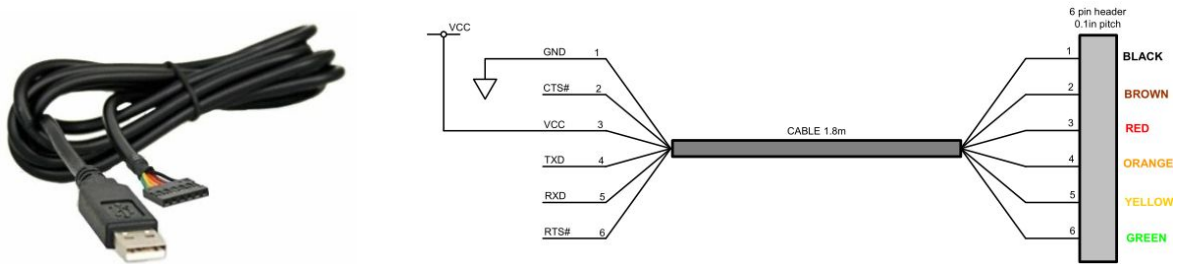 VCC
GND 1
CTS# 2
VCC 3
TXD 4
RXD 5
RTS# 6
CABLE 1.8m
6 pin header
0.1in pitch
1 BLACK
2 BROWN
3 RED
4 ORANGE
5 YELLOW
6 GREEN